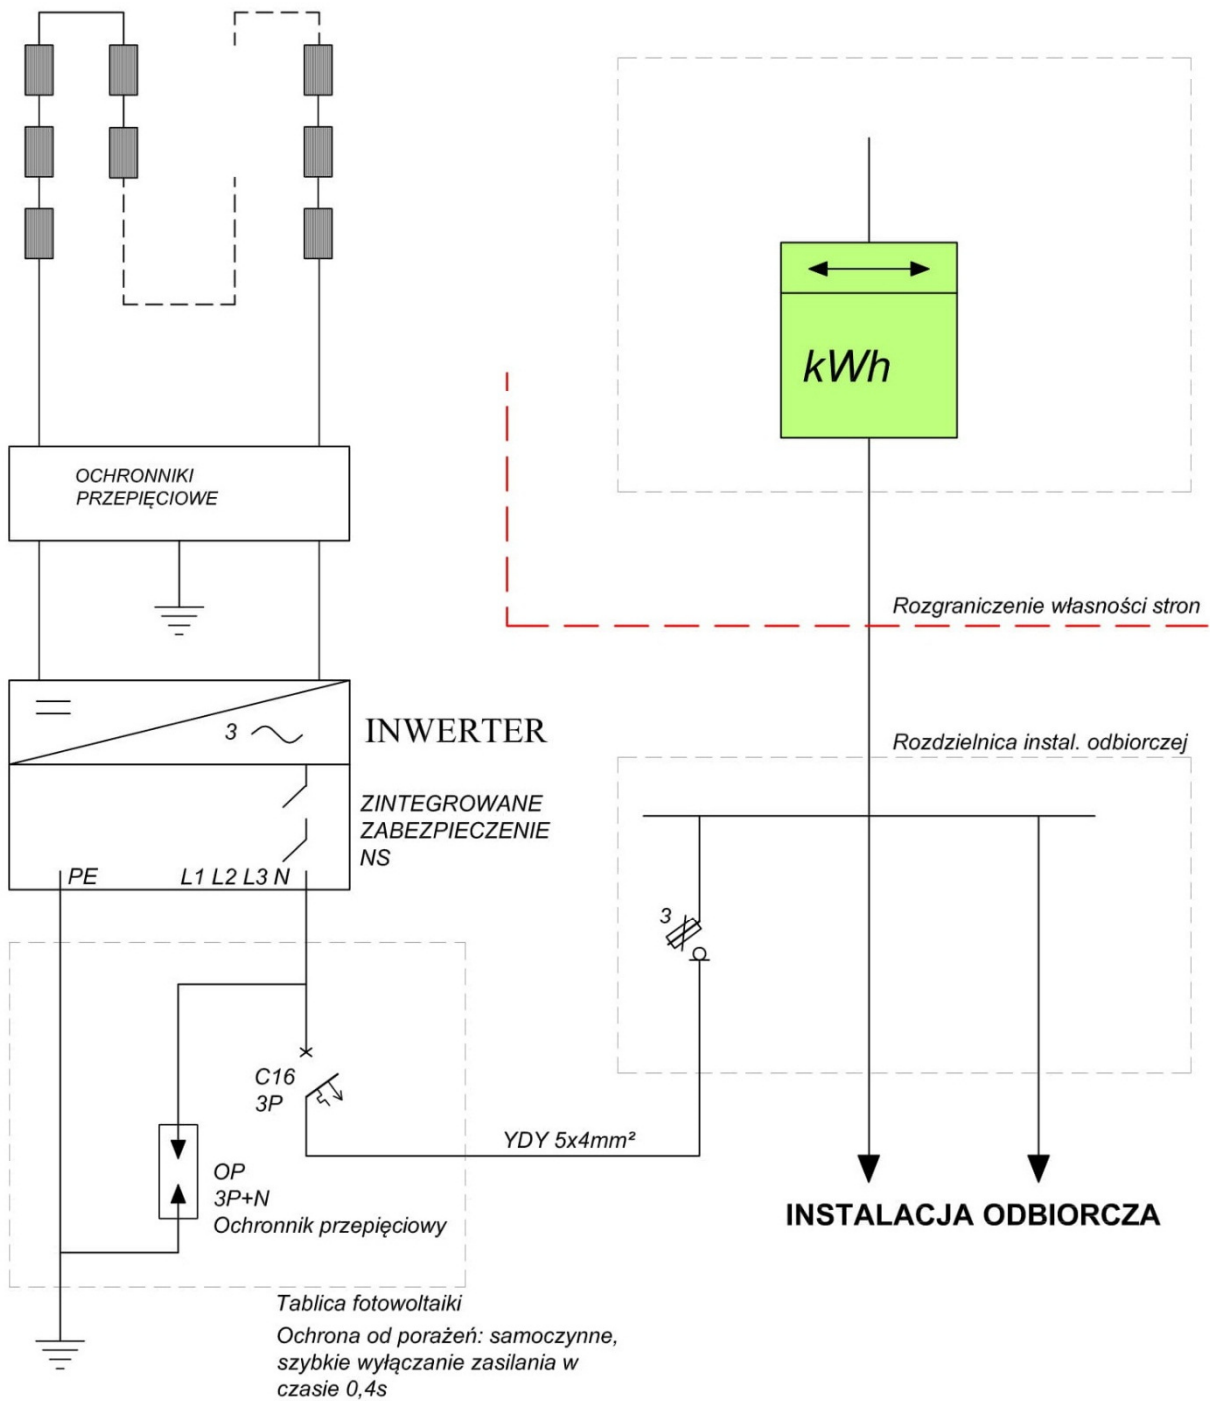 OCHRONNIKI
PRZEPIĘCIOWE
3
INWERTER
ZINTEGROWANE
ZABEZPIECZENIE
NS
PE
L1 L2 L3 N
C16
3P
OP
3P+N
Ochronnik przepięciowy
YDY 5x4mm²
Tablica fotowoltaiki
Ochrona od porażeń: samoczynne,
szybkie wyłączanie zasilania w
czasie 0,4s
kWh
Rozgraniczenie własności stron
Rozdzielnica instal. odbiorczej
3
INSTALACJA ODBIORCZA